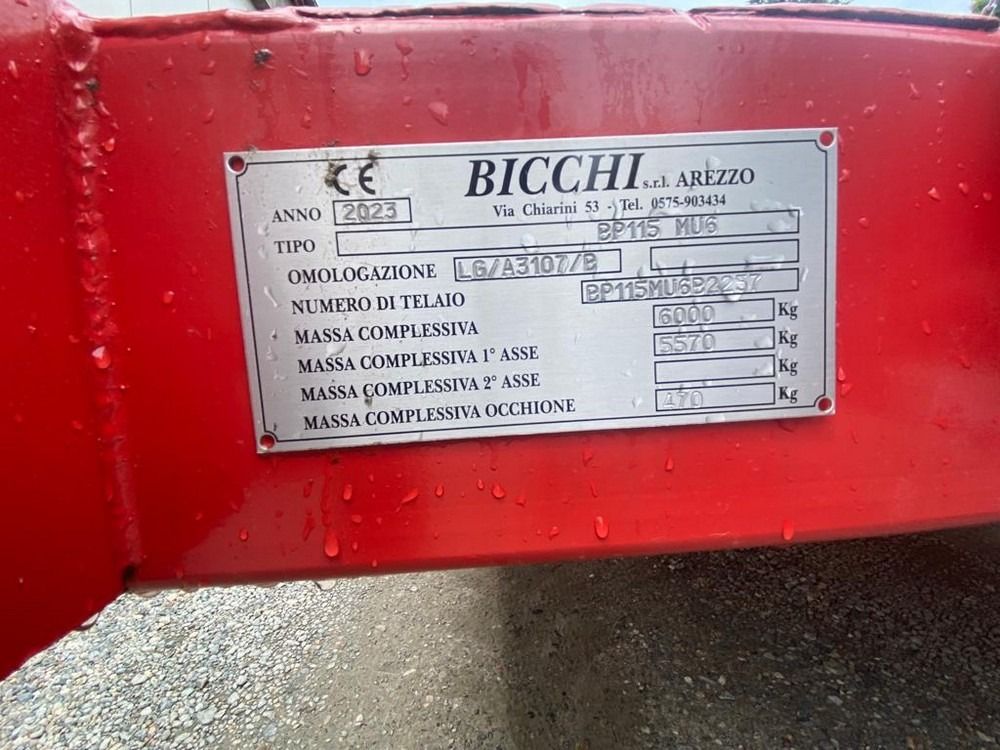 CE BICCHI s.r.l. AREZZO
Via Chiarini 53 - Tel. 0575-903434
ANNO 2023
TIPO BP115 MU6
OMOLOGAZIONE LG/A3107/B
NUMERO DI TELAIO BP115MU6B2257
MASSA COMPLESSIVA 6000 Kg
MASSA COMPLESSIVA 1° ASSE 5570 Kg
MASSA COMPLESSIVA 2° ASSE Kg
MASSA COMPLESSIVA OCCHIONE 470 Kg